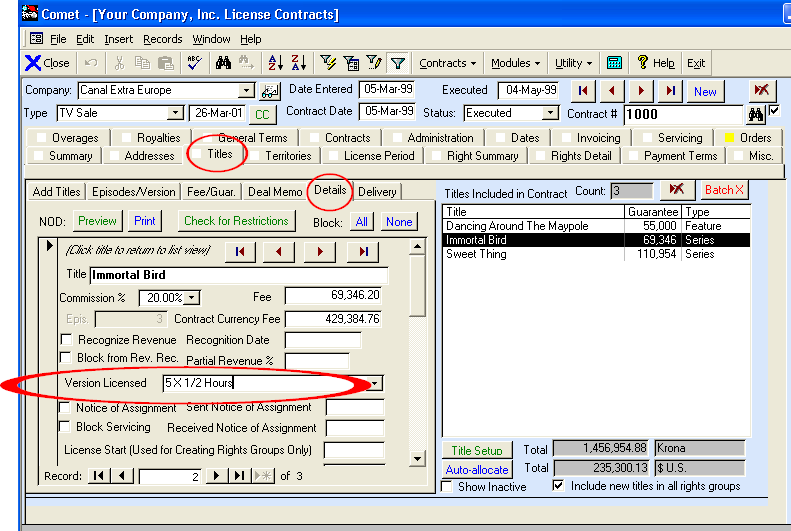 Comet - [Your Company, Inc. License Contracts]
File Edit Insert Records Window Help
Close Contracts Modules Utility Help Exit
Company: Canal Extra Europe Date Entered 05-Mar-99 Executed 04-May-99 New
Type TV Sale 26-Mar-01 CC Contract Date 05-Mar-99 Status: Executed Contract # 1000
Overages Royalties General Terms Contracts Administration Dates Invoicing Servicing Orders
Summary Addresses Titles Territories License Period Right Summary Rights Detail Payment Terms Misc.
Add Titles Episodes/Version Fee/Guar. Deal Memo Details Delivery
Titles Included in Contract Count: 3 Batch X
NOD: Preview Print Check for Restrictions Block: All None
Title Guarantee Type
Dancing Around The Maypole 55,000 Feature
Immortal Bird 69,346 Series
Sweet Thing 110,954 Series
(Click title to return to list view)
Title Immortal Bird
Commission % 20.00% Fee 69,346.20
Epis. 3 Contract Currency Fee 429,384.76
Recognize Revenue Recognition Date
Block from Rev. Rec. Partial Revenue %
Version Licensed 5 X 1/2 Hours
Notice of Assignment Sent Notice of Assignment
Block Servicing Received Notice of Assignment
License Start (Used for Creating Rights Groups Only)
Record: 2 of 3
Title Setup Total 1,456,954.88 Krona
Auto-allocate Total 235,300.13 $ U.S.
Show Inactive Include new titles in all rights groups